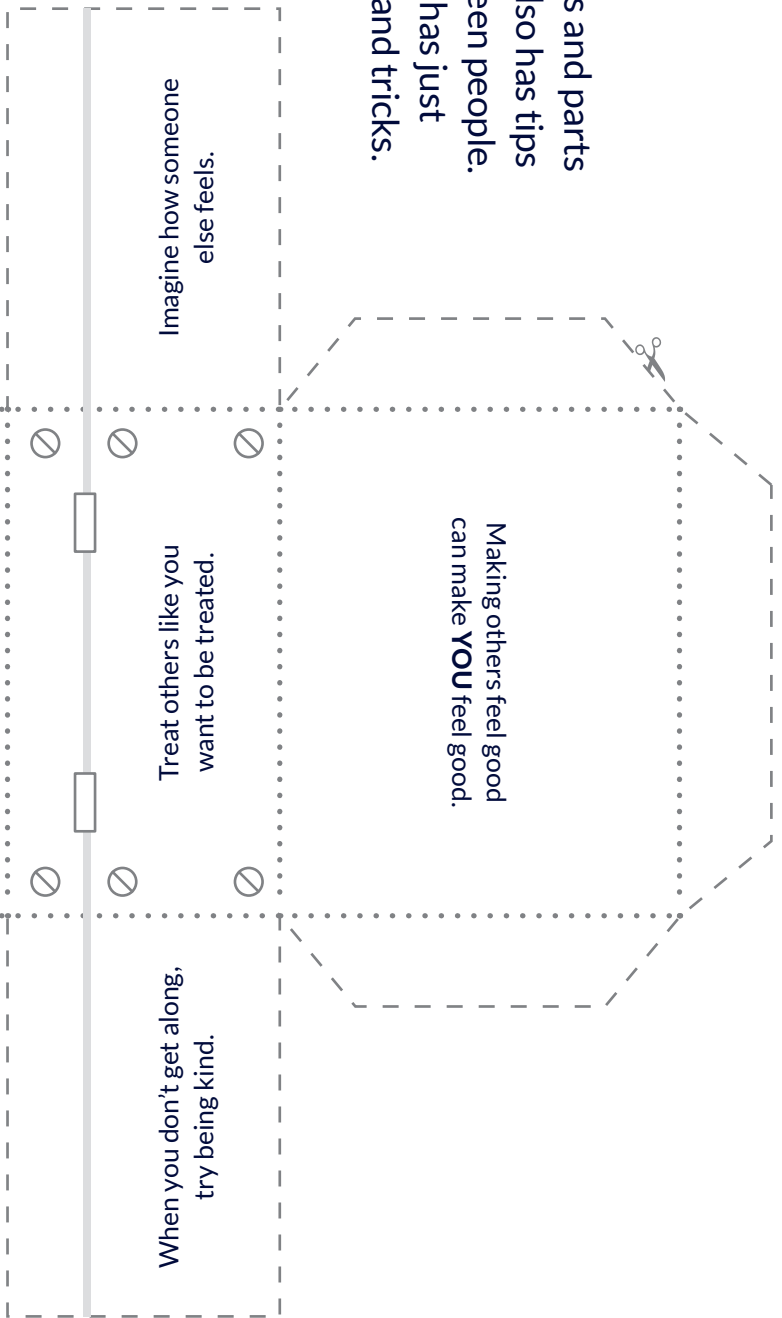 s and parts
lso has tips
een people.
has just
and tricks.
Imagine how someone
else feels.
Treat others like you
want to be treated.
When you don't get along,
try being kind.
Making others feel good
can make YOU feel good.